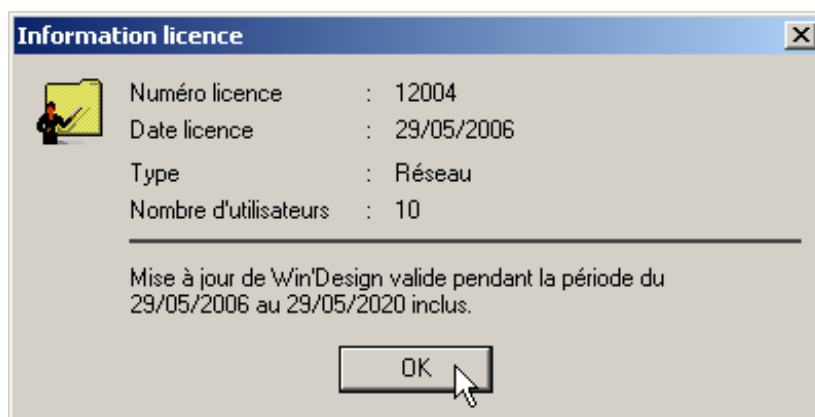 Information licence
Numéro licence : 12004
Date licence : 29/05/2006
Type : Réseau
Nombre d'utilisateurs : 10
Mise à jour de Win'Design valide pendant la période du
29/05/2006 au 29/05/2020 inclus.
OK